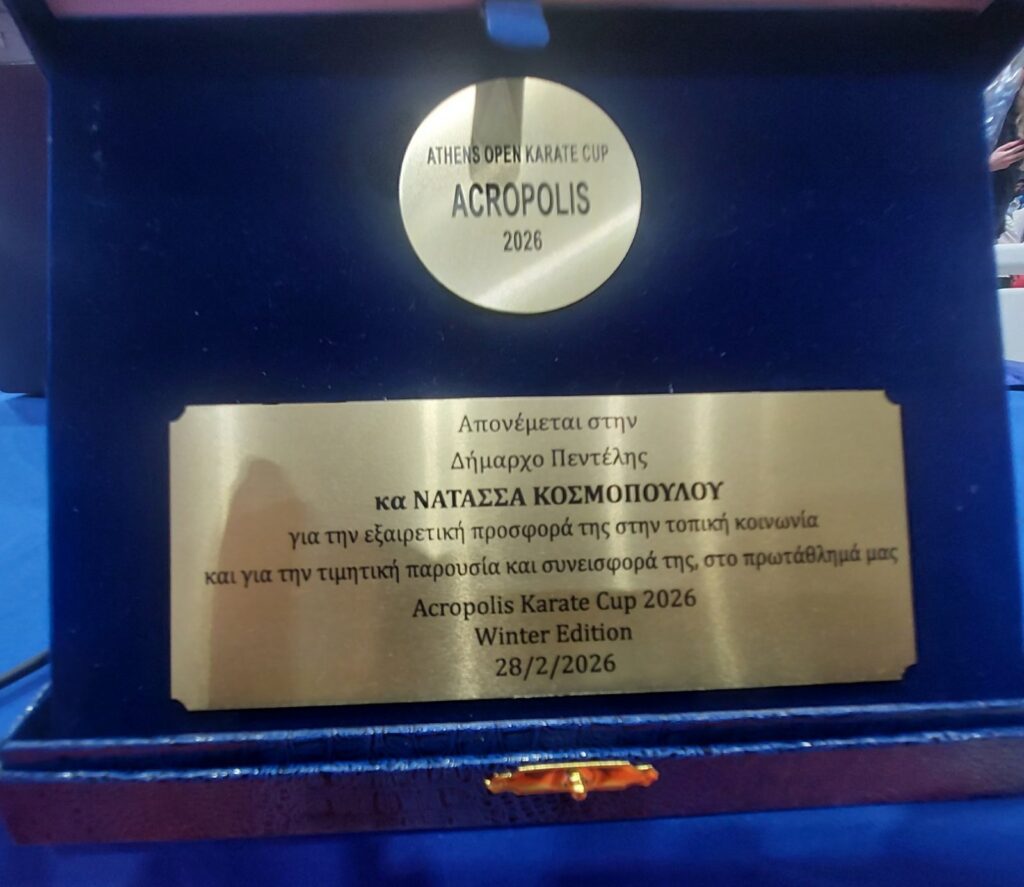 ATHENS OPEN KARATE CUP
ACROPOLIS
2026
Απονέμεται στην
Δήμαρχο Πεντέλης
κα ΝΑΤΑΣΣΑ ΚΟΣΜΟΠΟΥΛΟΥ
για την εξαιρετική προσφορά της στην τοπική κοινωνία
και για την τιμητική παρουσία και συνεισφορά της, στο πρωτάθλημά μας
Acropolis Karate Cup 2026
Winter Edition
28/2/2026